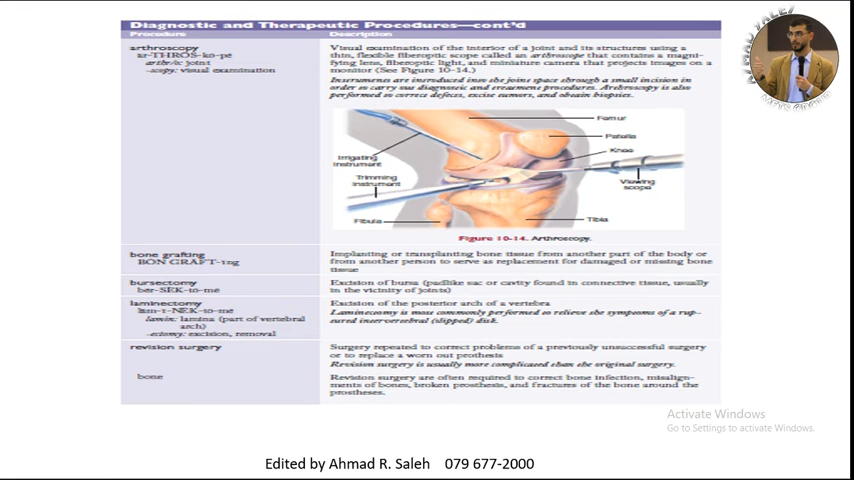 Diagnostic and Therapeutic Procedures—cont'd
Procedure Description
arthroscopy
ar-THROS-kō-pē
arthr/o: joint
-scopy: visual examination
Visual examination of the interior of a joint and its structures using a
thin, flexible fiberoptic scope called an arthroscope that contains a magni-
fying lens, fiberoptic light, and miniature camera that projects images on a
monitor (See Figure 10-14.)
Instruments are introduced into the joint space through a small incision in
order to carry out diagnostic and treatment procedures. Arthroscopy is also
performed to correct defects, excise tumors, and obtain biopsies.
Femur
Patella
Knee
Irrigating
instrument
Trimming
instrument
Viewing
scope
Fibula
Tibia
Figure 10-14. Arthroscopy.
bone grafting
BŌN GRĂFT-ing
Implanting or transplanting bone tissue from another part of the body or
from another person to serve as replacement for damaged or missing bone
tissue
bursectomy
bĕr-SEK-tō-mē
Excision of bursa (padlike sac or cavity found in connective tissue, usually
in the vicinity of joints)
laminectomy
lăm-ĭ-NEK-tō-mē
lamin: lamina (part of vertebral
arch)
-ectomy: excision, removal
Excision of the posterior arch of a vertebra
Laminectomy is most commonly performed to relieve the symptoms of a rup-
tured intervertebral (slipped) disk.
revision surgery
Surgery repeated to correct problems of a previously unsuccessful surgery
or to replace a worn out prothesis
Revision surgery is usually more complicated than the original surgery.
bone
Revision surgery are often required to correct bone infection, misalign-
ments of bones, broken prosthesis, and fractures of the bone around the
prostheses.
Activate Windows
Go to Settings to activate Windows.
Edited by Ahmad R. Saleh 079 677-2000